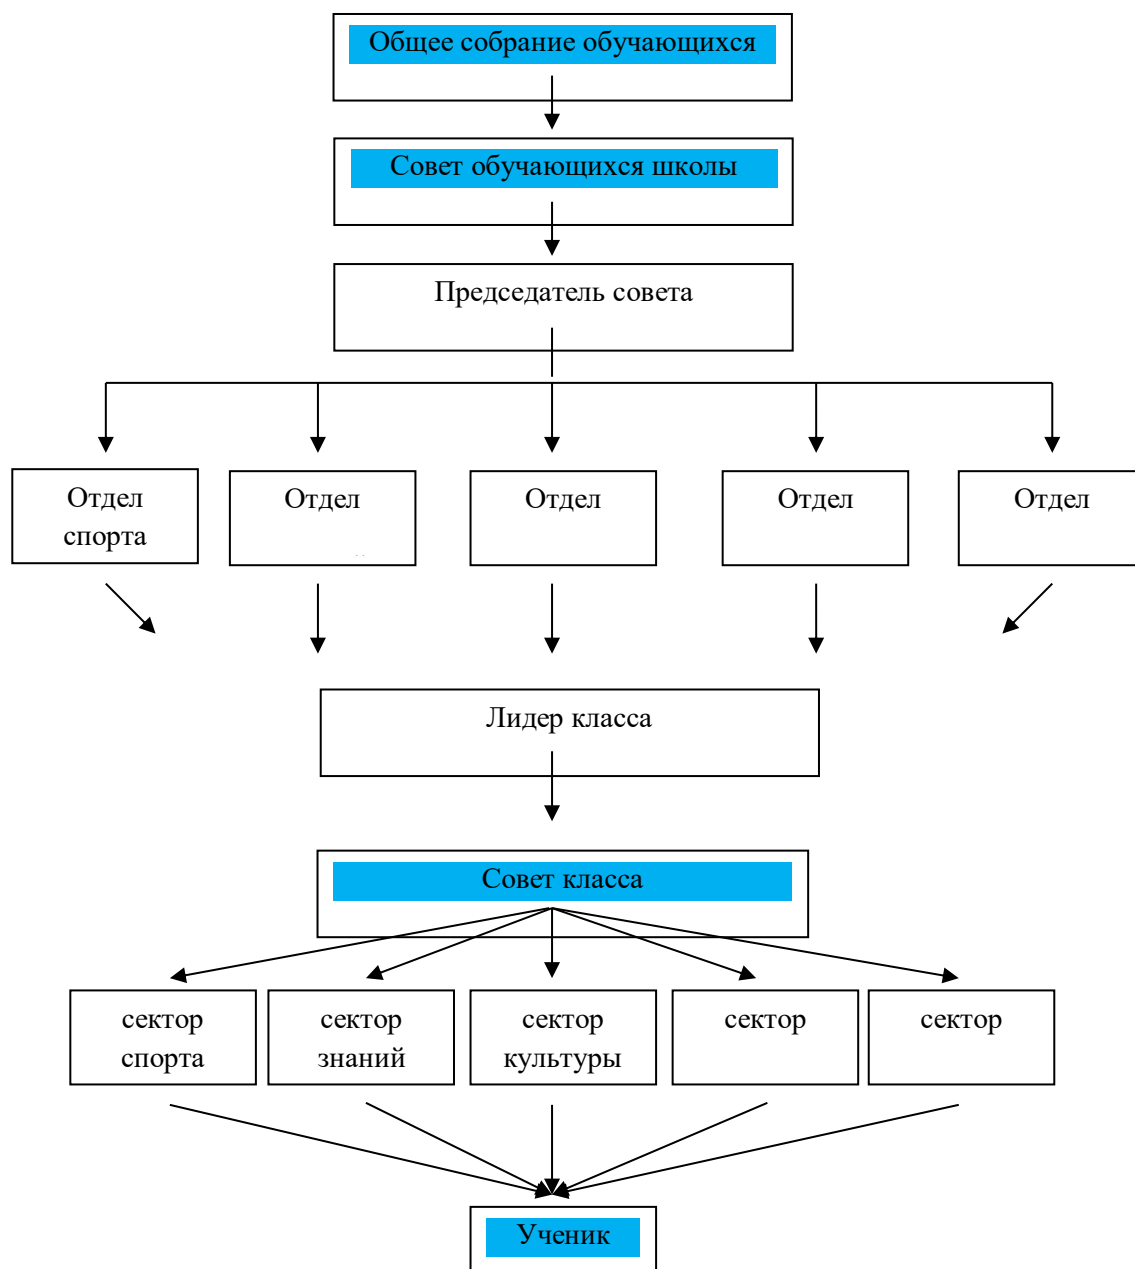 Общее собрание обучающихся
Совет обучающихся школы
Председатель совета
Отдел
спорта
Отдел
Отдел
Отдел
Отдел
Лидер класса
Совет класса
сектор
спорта
сектор
знаний
сектор
культуры
сектор
сектор
Ученик